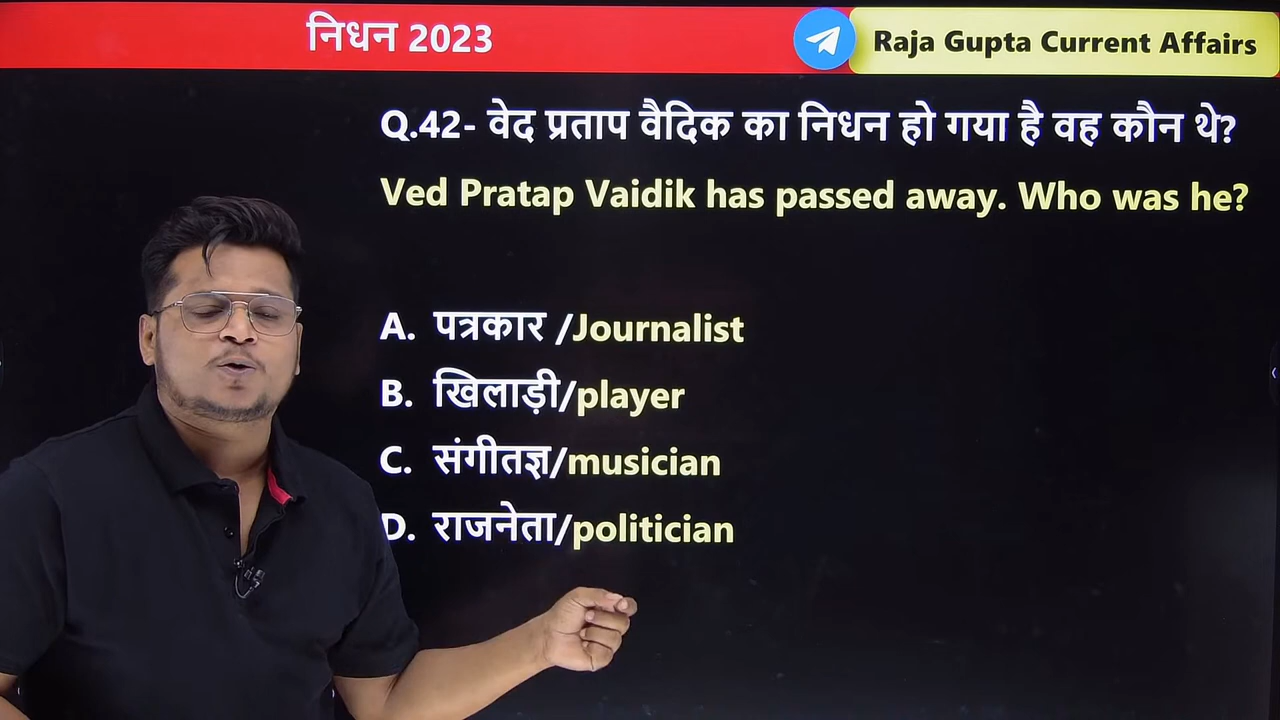 निधन 2023
Raja Gupta Current Affairs
Q.42- वेद प्रताप वैदिक का निधन हो गया है वह कौन थे?
Ved Pratap Vaidik has passed away. Who was he?
A. पत्रकार /Journalist
B. खिलाड़ी/player
C. संगीतज्ञ/musician
D. राजनेता/politician